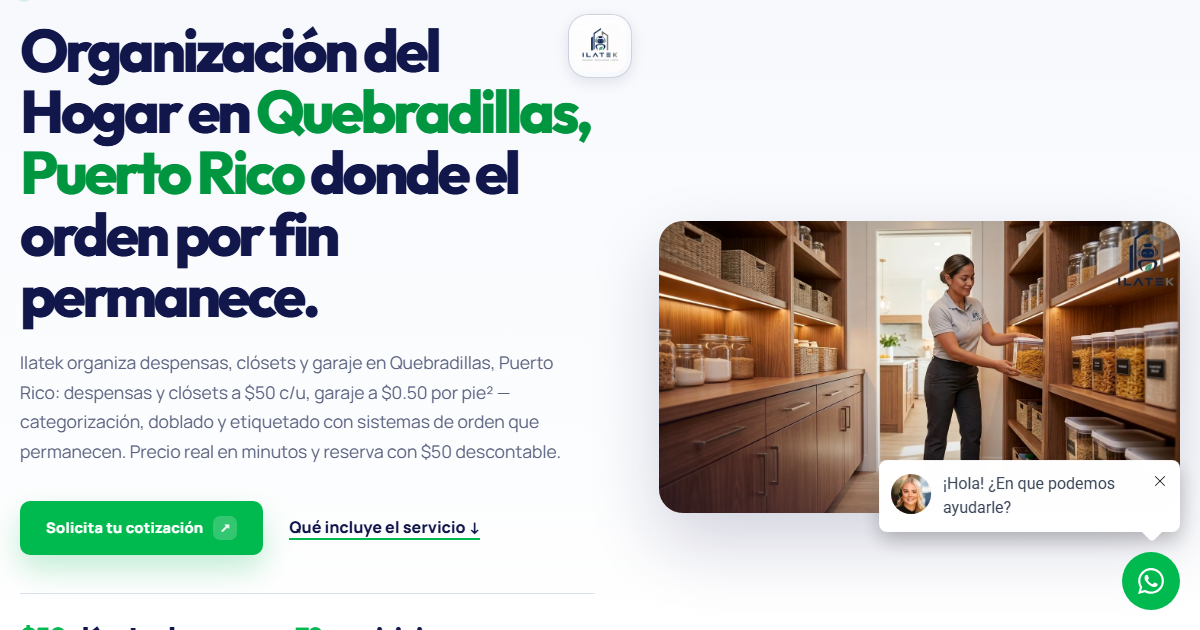 Organización del
Hogar en Quebradillas,
Puerto Rico donde el
orden por fin
permanece.
ILATEK
Ilatek organiza despensas, clósets y garaje en Quebradillas, Puerto
Rico: despensas y clósets a $50 c/u, garaje a $0.50 por pie² —
categorización, doblado y etiquetado con sistemas de orden que
permanecen. Precio real en minutos y reserva con $50 descontable.
Solicita tu cotización ↗
Qué incluye el servicio ↓
ILATEK
¡Hola! ¿En que podemos
ayudarle?